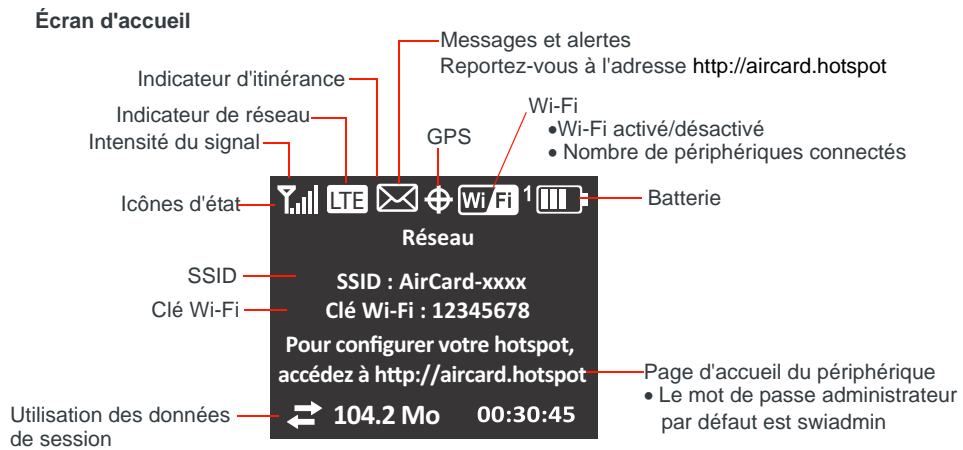 Écran d'accueil
Messages et alertes
Reportez-vous à l'adresse http://aircard.hotspot
Indicateur d'itinérance
Wi-Fi
Indicateur de réseau
•Wi-Fi activé/désactivé
GPS
Intensité du signal
• Nombre de périphériques connectés
Icônes d'état
LTE
Wi Fi
1
Batterie
Réseau
SSID
SSID : AirCard-xxxx
Clé Wi-Fi
Clé Wi-Fi : 12345678
Pour configurer votre hotspot,
accédez à http://aircard.hotspot
Page d'accueil du périphérique
• Le mot de passe administrateur
par défaut est swiadmin
Utilisation des données
de session
104.2 Mo
00:30:45